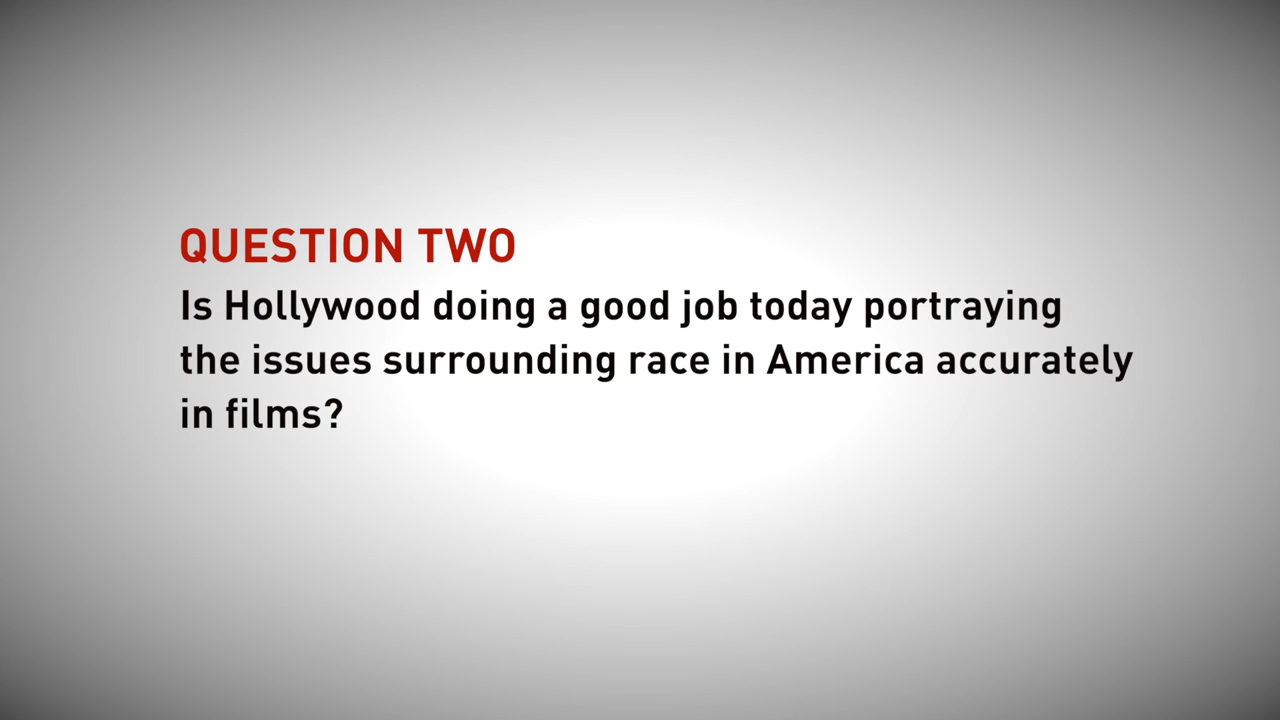 QUESTION TWO
Is Hollywood doing a good job today portraying
the issues surrounding race in America accurately
in films?